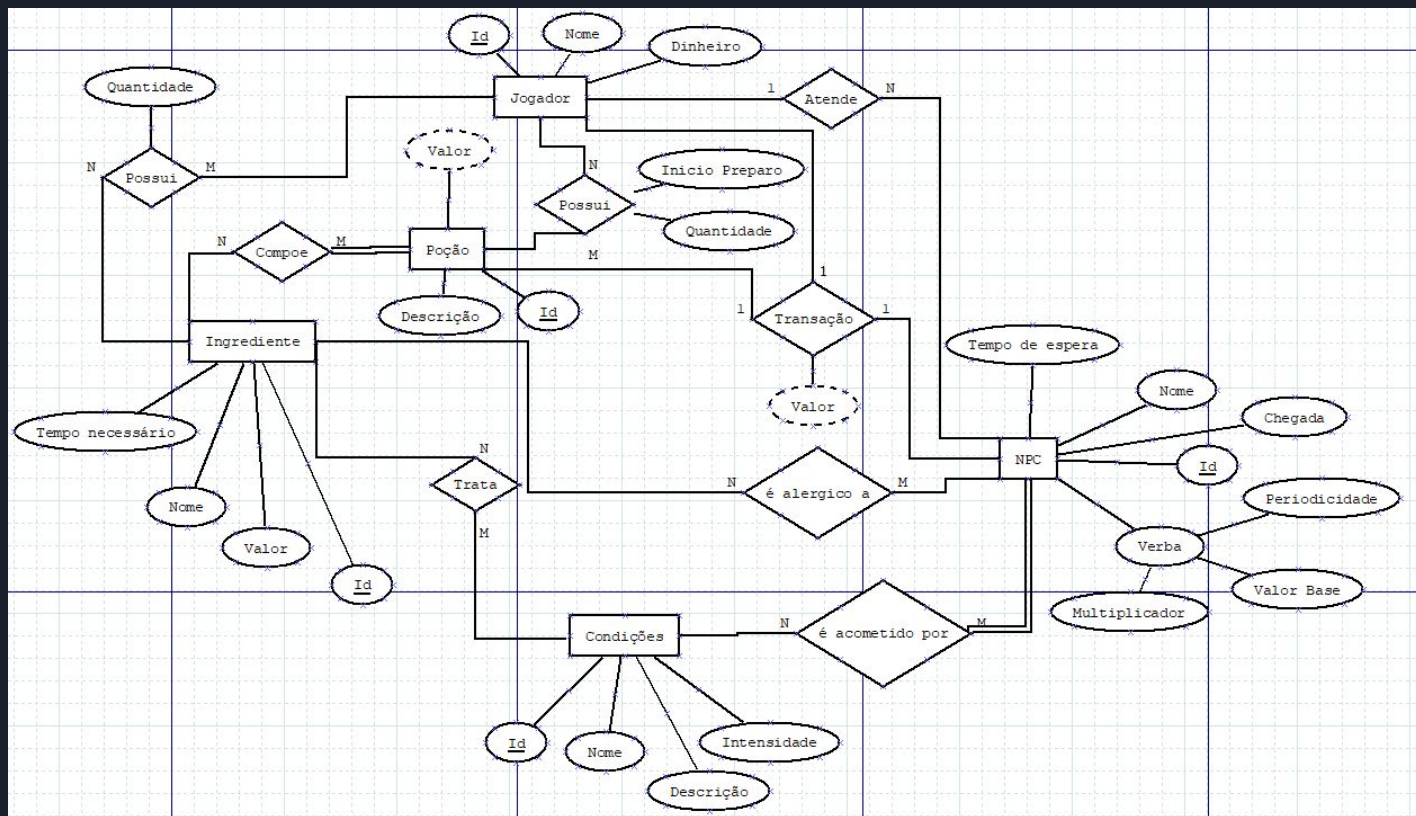 Id
Nome
Dinheiro
Quantidade
Jogador
1
Atende
N
Valor
N
Possui
M
N
Possui
Inicio Preparo
Quantidade
N
Compoe
M
Poção
M
Descrição
Id
1
1
Transação
1
Ingrediente
Tempo de espera
Valor
Nome
Chegada
Tempo necessário
N
Trata
M
N
é alergico a
M
NPC
Id
Periodicidade
Verba
Valor Base
Multiplicador
Nome
Valor
Id
Condições
N
é acometido por
M
Id
Nome
Intensidade
Descrição